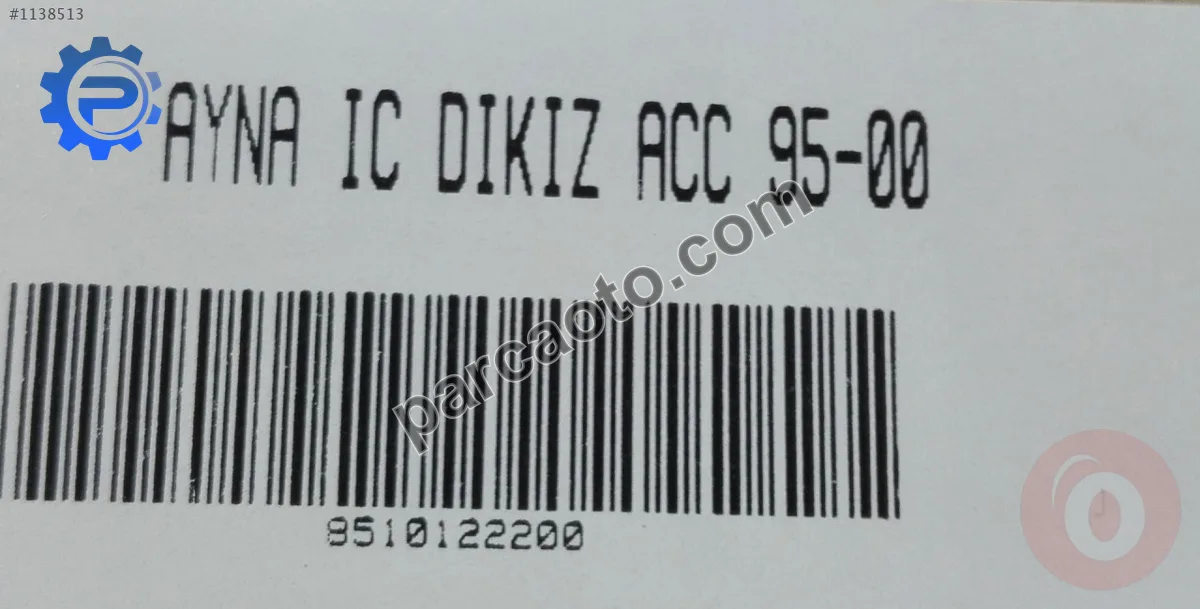 #1138513
AYNA IC DIKIZ ACC 95-00
parcaoto.com
8510122200